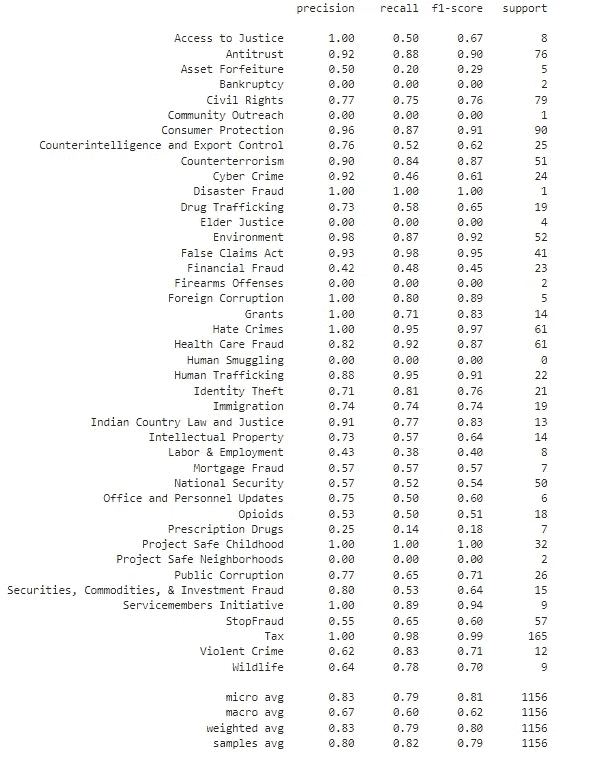 precision recall f1-score support
Access to Justice 1.00 0.50 0.67 8
Antitrust 0.92 0.88 0.90 76
Asset Forfeiture 0.50 0.20 0.29 5
Bankruptcy 0.00 0.00 0.00 2
Civil Rights 0.77 0.75 0.76 79
Community Outreach 0.00 0.00 0.00 1
Consumer Protection 0.96 0.87 0.91 90
Counterintelligence and Export Control 0.76 0.52 0.62 25
Counterterrorism 0.90 0.84 0.87 51
Cyber Crime 0.92 0.46 0.61 24
Disaster Fraud 1.00 1.00 1.00 1
Drug Trafficking 0.73 0.58 0.65 19
Elder Justice 0.00 0.00 0.00 4
Environment 0.98 0.87 0.92 52
False Claims Act 0.93 0.98 0.95 41
Financial Fraud 0.42 0.48 0.45 23
Firearms Offenses 0.00 0.00 0.00 2
Foreign Corruption 1.00 0.80 0.89 5
Grants 1.00 0.71 0.83 14
Hate Crimes 1.00 0.95 0.97 61
Health Care Fraud 0.82 0.92 0.87 61
Human Smuggling 0.00 0.00 0.00 0
Human Trafficking 0.88 0.95 0.91 22
Identity Theft 0.71 0.81 0.76 21
Immigration 0.74 0.74 0.74 19
Indian Country Law and Justice 0.91 0.77 0.83 13
Intellectual Property 0.73 0.57 0.64 14
Labor & Employment 0.43 0.38 0.40 8
Mortgage Fraud 0.57 0.57 0.57 7
National Security 0.57 0.52 0.54 50
Office and Personnel Updates 0.75 0.50 0.60 6
Opioids 0.53 0.50 0.51 18
Prescription Drugs 0.25 0.14 0.18 7
Project Safe Childhood 1.00 1.00 1.00 32
Project Safe Neighborhoods 0.00 0.00 0.00 2
Public Corruption 0.77 0.65 0.71 26
Securities, Commodities, & Investment Fraud 0.80 0.53 0.64 15
Servicemembers Initiative 1.00 0.89 0.94 9
StopFraud 0.55 0.65 0.60 57
Tax 1.00 0.98 0.99 165
Violent Crime 0.62 0.83 0.71 12
Wildlife 0.64 0.78 0.70 9
micro avg 0.83 0.79 0.81 1156
macro avg 0.67 0.60 0.62 1156
weighted avg 0.83 0.79 0.80 1156
samples avg 0.80 0.82 0.79 1156